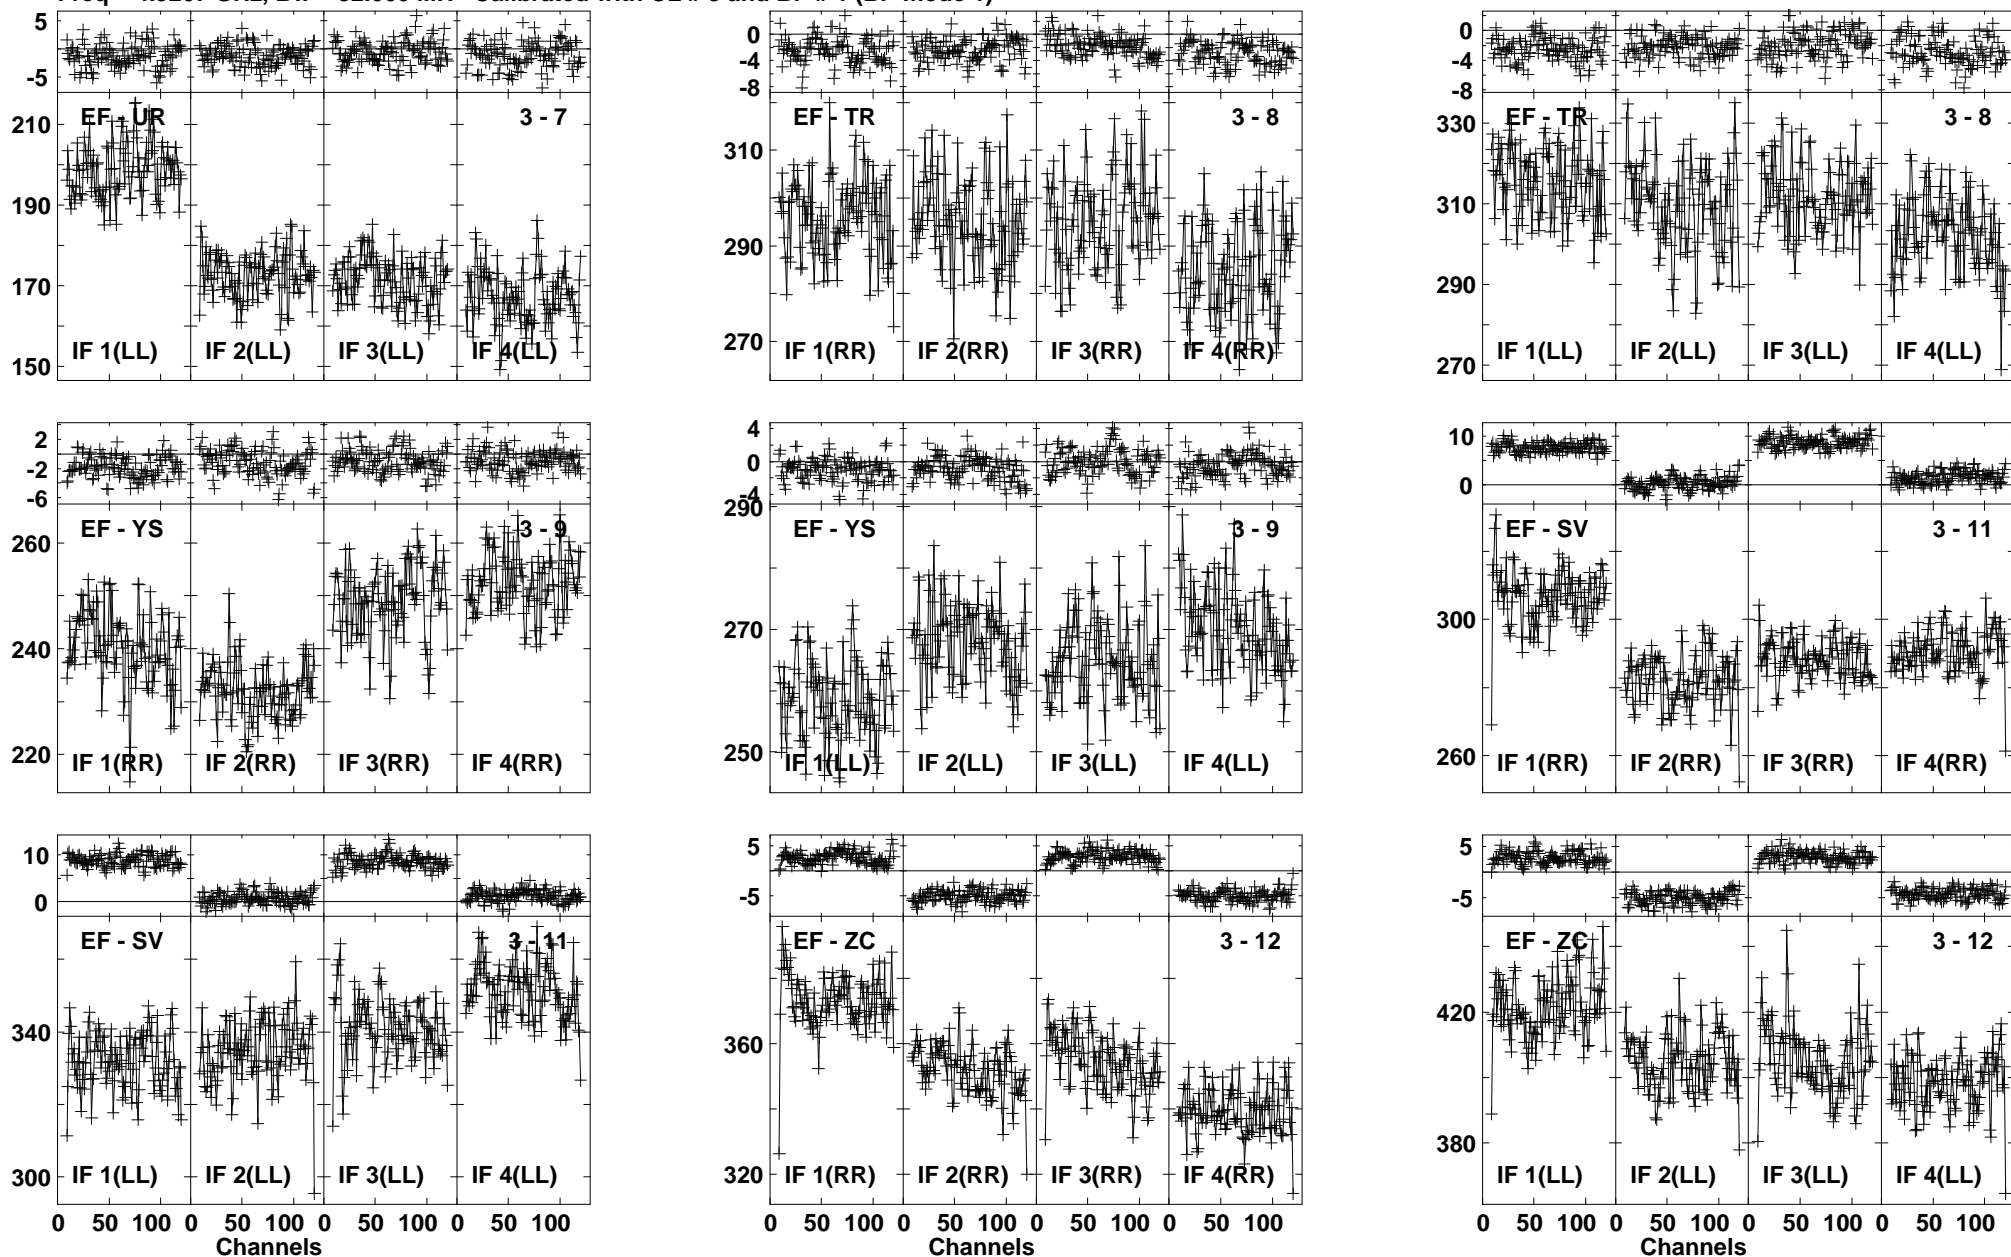 5 0 -5
0 -4 -8
0 -4 -8
EF - UR 3 - 7
210 190 170 150
IF 1(LL) IF 2(LL) IF 3(LL) IF 4(LL)
EF - TR 3 - 8
310 290 270
IF 1(RR) IF 2(RR) IF 3(RR) IF 4(RR)
EF - TR 3 - 8
330 310 290 270
IF 1(LL) IF 2(LL) IF 3(LL) IF 4(LL)
2 -2 -6
4 0 -4
10 0
EF - YS 3 - 9
260 240 220
IF 1(RR) IF 2(RR) IF 3(RR) IF 4(RR)
EF - YS 3 - 9
290 270 250
IF 1(LL) IF 2(LL) IF 3(LL) IF 4(LL)
EF - SV 3 - 11
300 260
IF 1(RR) IF 2(RR) IF 3(RR) IF 4(RR)
10 0
5 -5
5 -5
EF - SV 3 - 11
340 300
IF 1(LL) IF 2(LL) IF 3(LL) IF 4(LL)
EF - ZC 3 - 12
360 320
IF 1(RR) IF 2(RR) IF 3(RR) IF 4(RR)
EF - ZC 3 - 12
420 380
IF 1(LL) IF 2(LL) IF 3(LL) IF 4(LL)
0 50 100 0 50 100 0 50 100 0 50 100
Channels
0 50 100 0 50 100 0 50 100 0 50 100
Channels
0 50 100 0 50 100 0 50 100 0 50 100
Channels